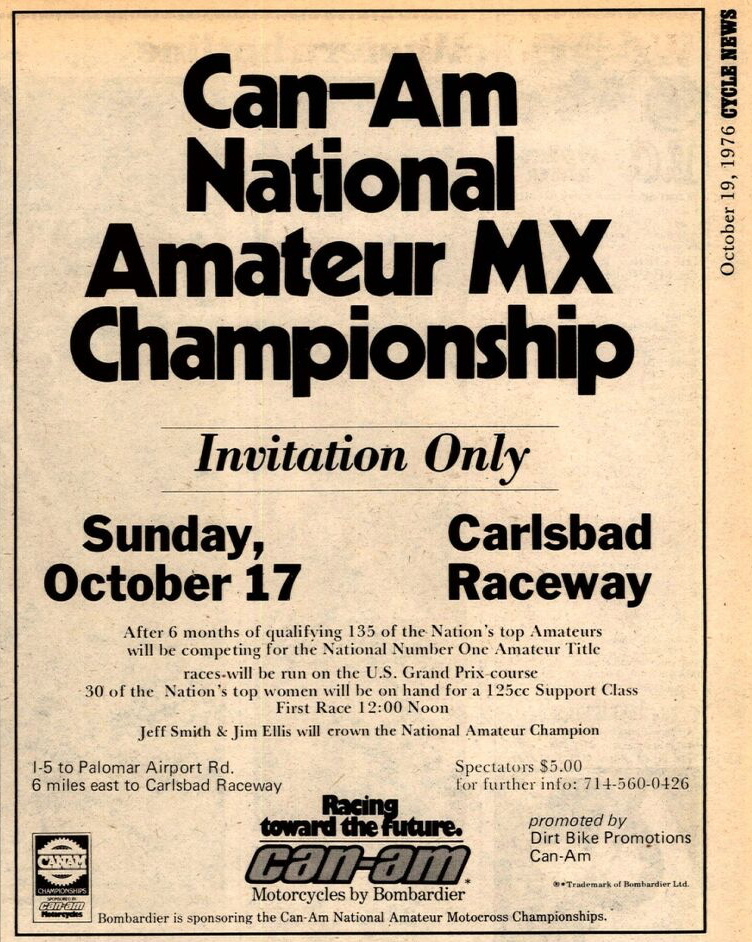 October 19, 1976 CYCLE NEWS
Can-Am
National
Amateur MX
Championship
Invitation Only
Sunday,
October 17
Carlsbad
Raceway
After 6 months of qualifying 135 of the Nation's top Amateurs
will be competing for the National Number One Amateur Title
races will be run on the U.S. Grand Prix course
30 of the Nation's top women will be on hand for a 125cc Support Class
First Race 12:00 Noon
Jeff Smith & Jim Ellis will crown the National Amateur Champion
I-5 to Palomar Airport Rd.
6 miles east to Carlsbad Raceway
Spectators $5.00
for further info: 714-560-0426
Racing
toward the future.
can-am*
Motorcycles by Bombardier
promoted by
Dirt Bike Promotions
Can-Am
®*Trademark of Bombardier Ltd.
CANAM
CHAMPIONSHIPS
SPONSORED BY
can-am
Motorcycles
Bombardier is sponsoring the Can-Am National Amateur Motocross Championships.